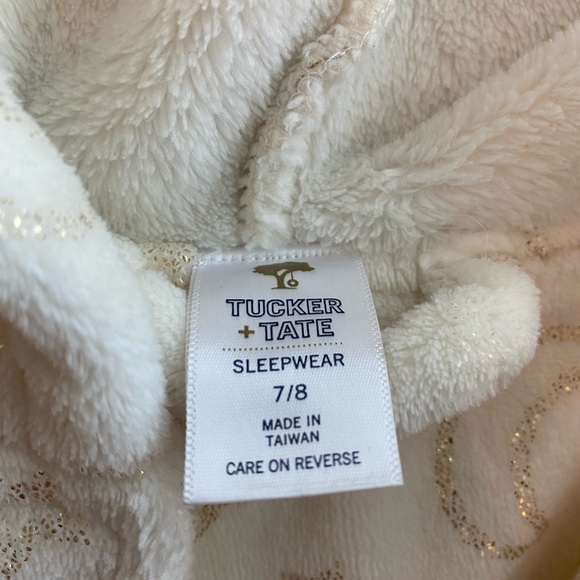 TUCKER
+ TATE
SLEEPWEAR
7/8
MADE IN
TAIWAN
CARE ON REVERSE